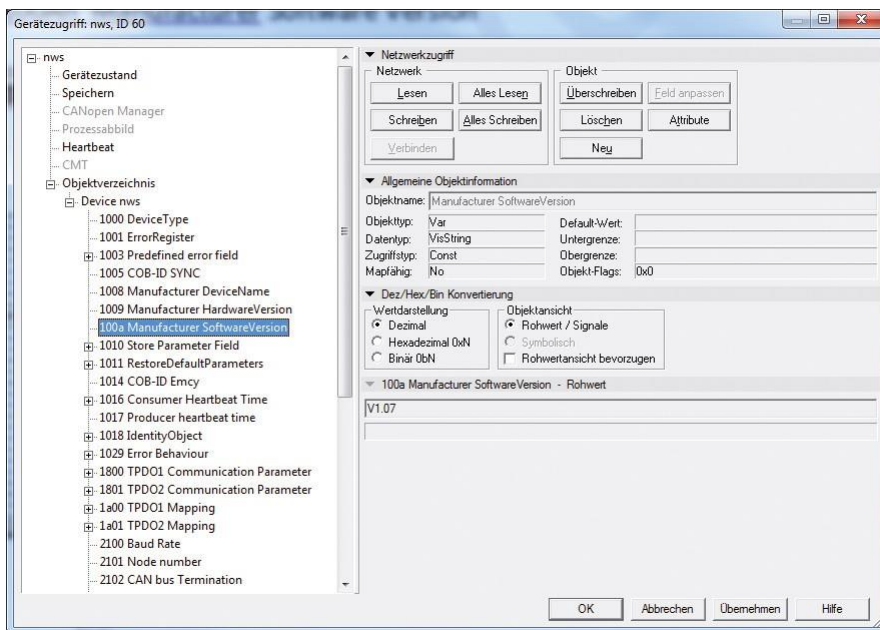 Manufacturer Software Version
Gerätezugriff: nws, ID 60
nws
Gerätezustand
Speichern
CANopen Manager
Prozessabbild
Heartbeat
CMT
Objektverzeichnis
Device nws
1000 DeviceType
1001 ErrorRegister
1003 Predefined error field
1005 COB-ID SYNC
1008 Manufacturer DeviceName
1009 Manufacturer HardwareVersion
100a Manufacturer SoftwareVersion
1010 Store Parameter Field
1011 RestoreDefaultParameters
1014 COB-ID Emcy
1016 Consumer Heartbeat Time
1017 Producer heartbeat time
1018 IdentityObject
1029 Error Behaviour
1800 TPDO1 Communication Parameter
1801 TPDO2 Communication Parameter
1a00 TPDO1 Mapping
1a01 TPDO2 Mapping
2100 Baud Rate
2101 Node number
2102 CAN bus Termination
Netzwerkzugriff
Netzwerk
Lesen Alles Lesen
Schreiben Alles Schreiben
Verbinden
Objekt
Überschreiben Feld anpassen
Löschen Attribute
Neu
Allgemeine Objektinformation
Objektname: Manufacturer SoftwareVersion
Objekttyp: Var Default-Wert:
Datentyp: VisString Untergrenze:
Zugriffstyp: Const Obergrenze:
Mapfähig: No Objekt-Flags: 0x0
Dez/Hex/Bin Konvertierung
Wertdarstellung
Dezimal
Hexadezimal 0xN
Binär 0bN
Objektansicht
Rohwert / Signale
Symbolisch
Rohwertansicht bevorzugen
100a Manufacturer SoftwareVersion - Rohwert
V1.07
OK Abbrechen Übernehmen Hilfe